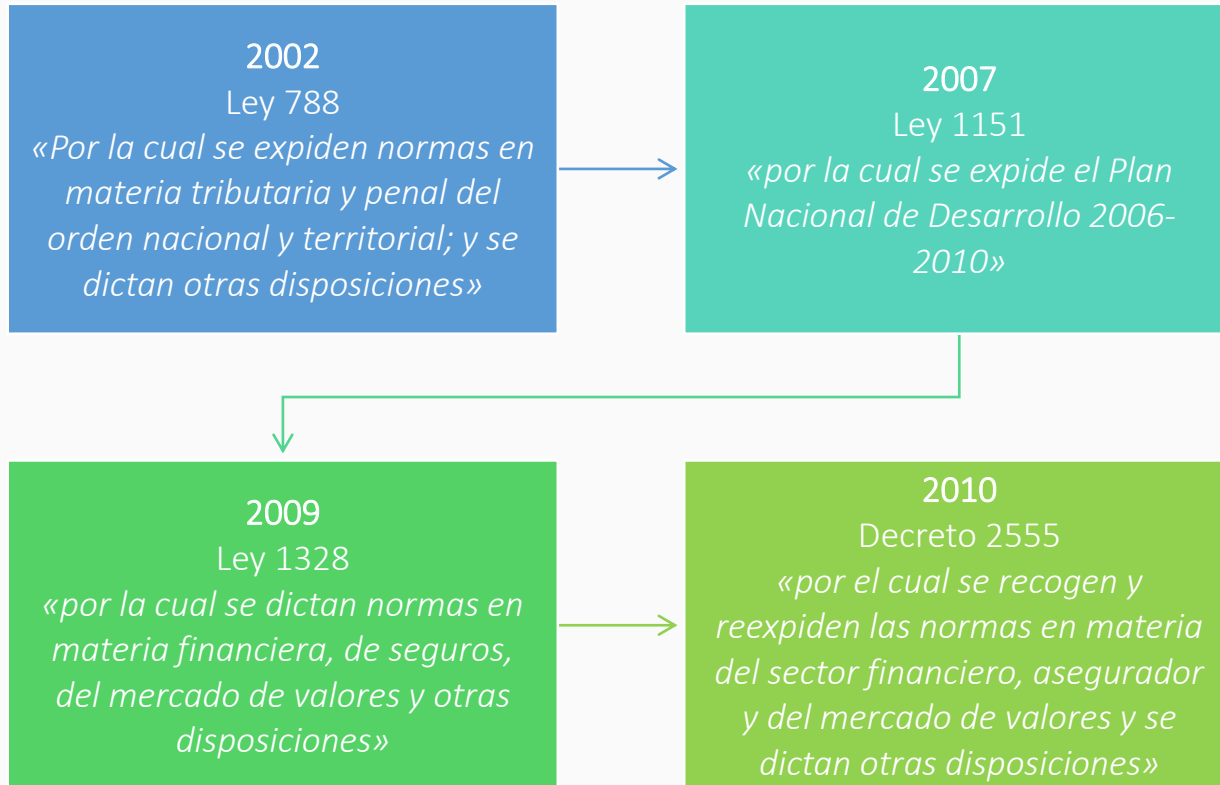 2002
Ley 788
«Por la cual se expiden normas en
materia tributaria y penal del
orden nacional y territorial; y se
dictan otras disposiciones»
2007
Ley 1151
«por la cual se expide el Plan
Nacional de Desarrollo 2006-
2010»
2009
Ley 1328
«por la cual se dictan normas en
materia financiera, de seguros,
del mercado de valores y otras
disposiciones»
2010
Decreto 2555
«por el cual se recogen y
reexpiden las normas en materia
del sector financiero, asegurador
y del mercado de valores y se
dictan otras disposiciones»